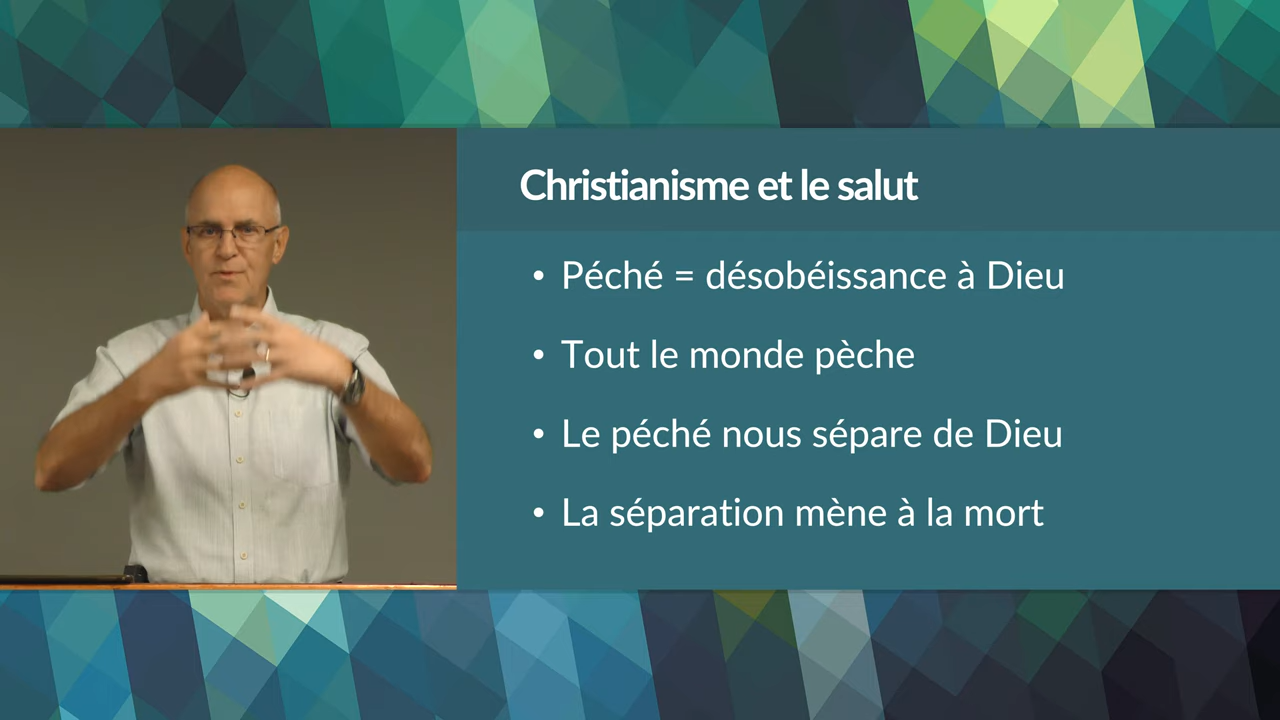 Christianisme et le salut
• Péché = désobéissance à Dieu
• Tout le monde pèche
• Le péché nous sépare de Dieu
• La séparation mène à la mort